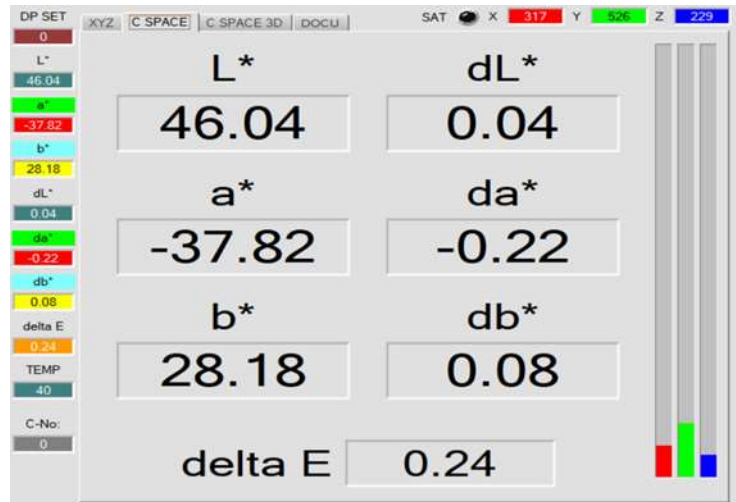 DP SET
0
L*
46.04
a*
-37.82
b*
28.18
dL*
0.04
da*
-0.22
db*
0.08
delta E
0.24
TEMP
40
C-No:
0
XYZ C SPACE C SPACE 3D DOCU
SAT X 317 Y 526 Z 229
L* dL*
46.04 0.04
a* da*
-37.82 -0.22
b* db*
28.18 0.08
delta E 0.24